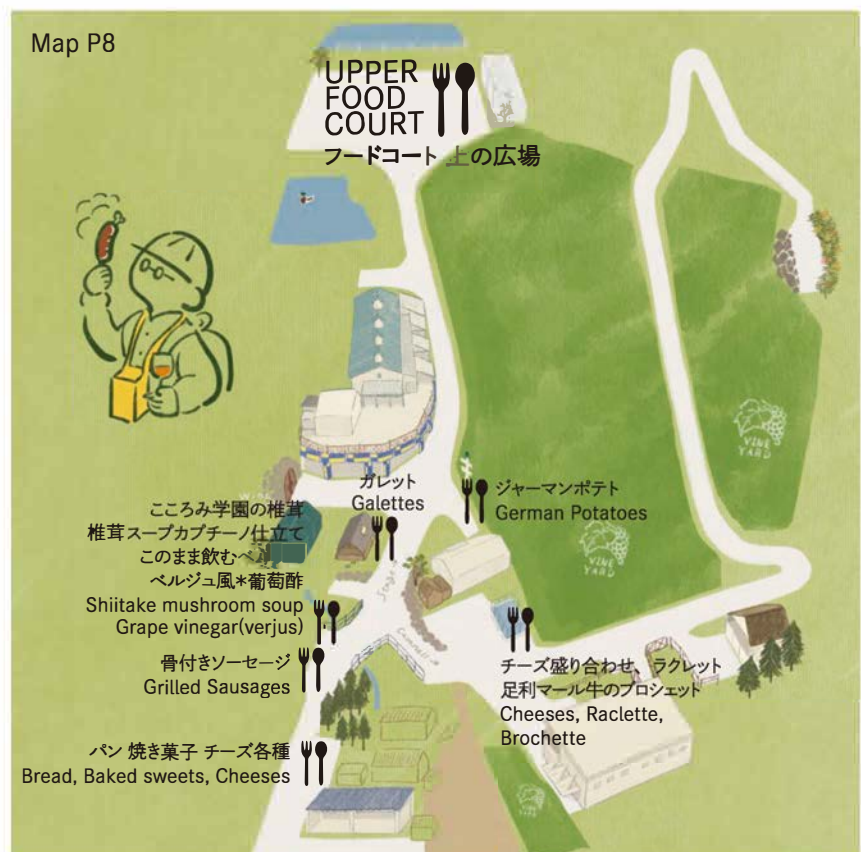 Map P8
UPPER
FOOD
COURT
フードコート 上の広場
VINE
YARD
ガレット
Galettes
ジャーマンポテト
German Potatoes
こころみ学園の椎茸
椎茸スープカプチーノ仕立て
このまま飲む
ベルジュ風*葡萄酢
Shiitake mushroom soup
Grape vinegar(verjus)
VINE
YARD
Stage
骨付きソーセージ
Grilled Sausages
チーズ盛り合わせ、ラクレット
足利マール牛のブロシェット
Cheeses, Raclette,
Brochette
パン 焼き菓子 チーズ各種
Bread, Baked sweets, Cheeses